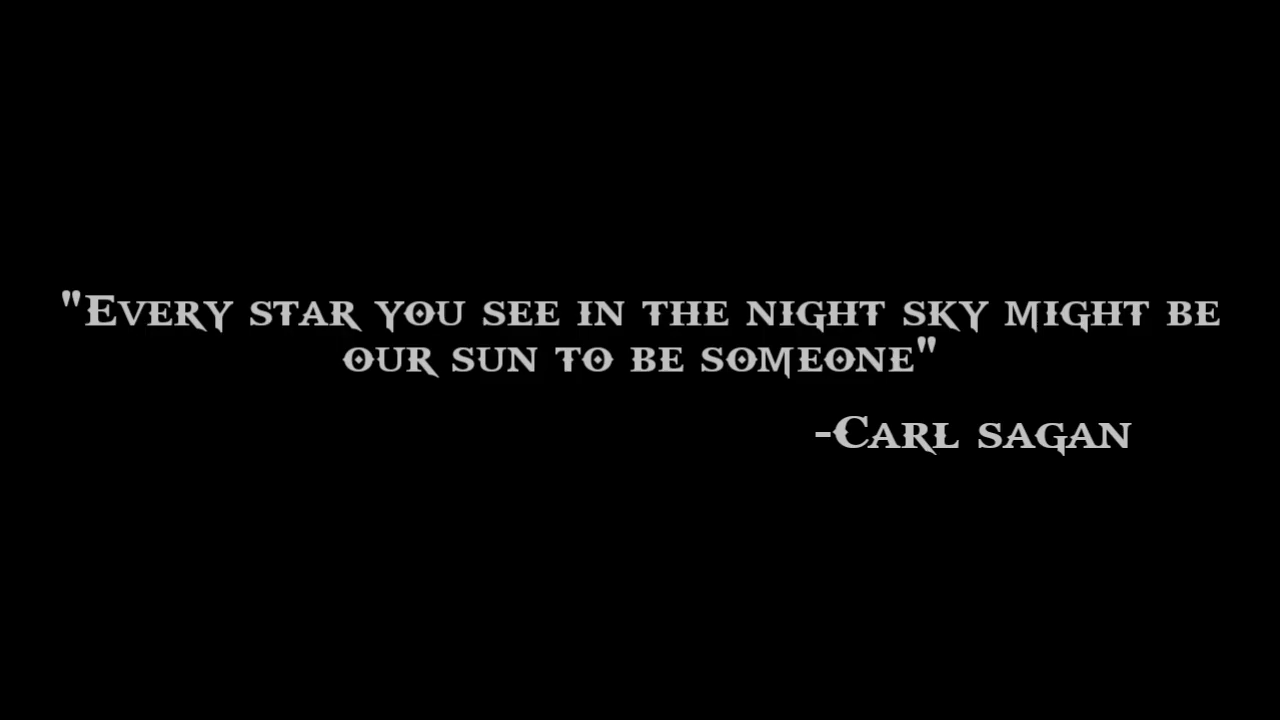 "Every star you see in the night sky might be
our sun to be someone"
-Carl sagan